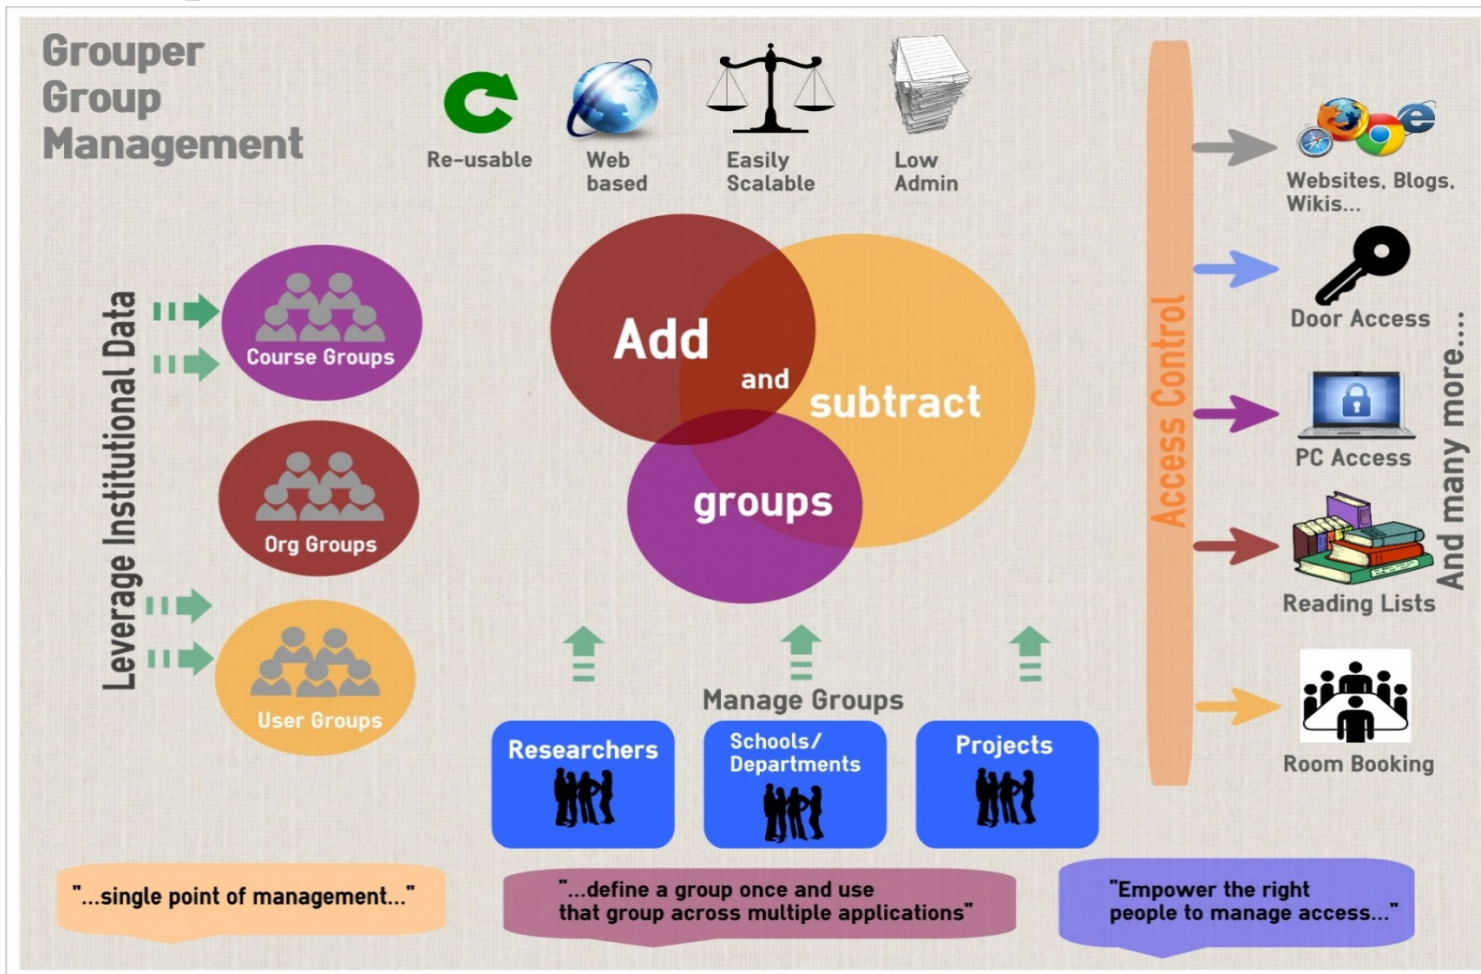 Grouper
Group
Management
Re-usable
Web
based
Easily
Scalable
Low
Admin
Leverage Institutional Data
Course Groups
Org Groups
User Groups
Add
and
subtract
groups
Manage Groups
Researchers
Schools/
Departments
Projects
Access Control
Websites, Blogs,
Wikis...
Door Access
PC Access
Reading Lists
Room Booking
And many more....
"...single point of management..."
"...define a group once and use
that group across multiple applications"
"Empower the right
people to manage access..."